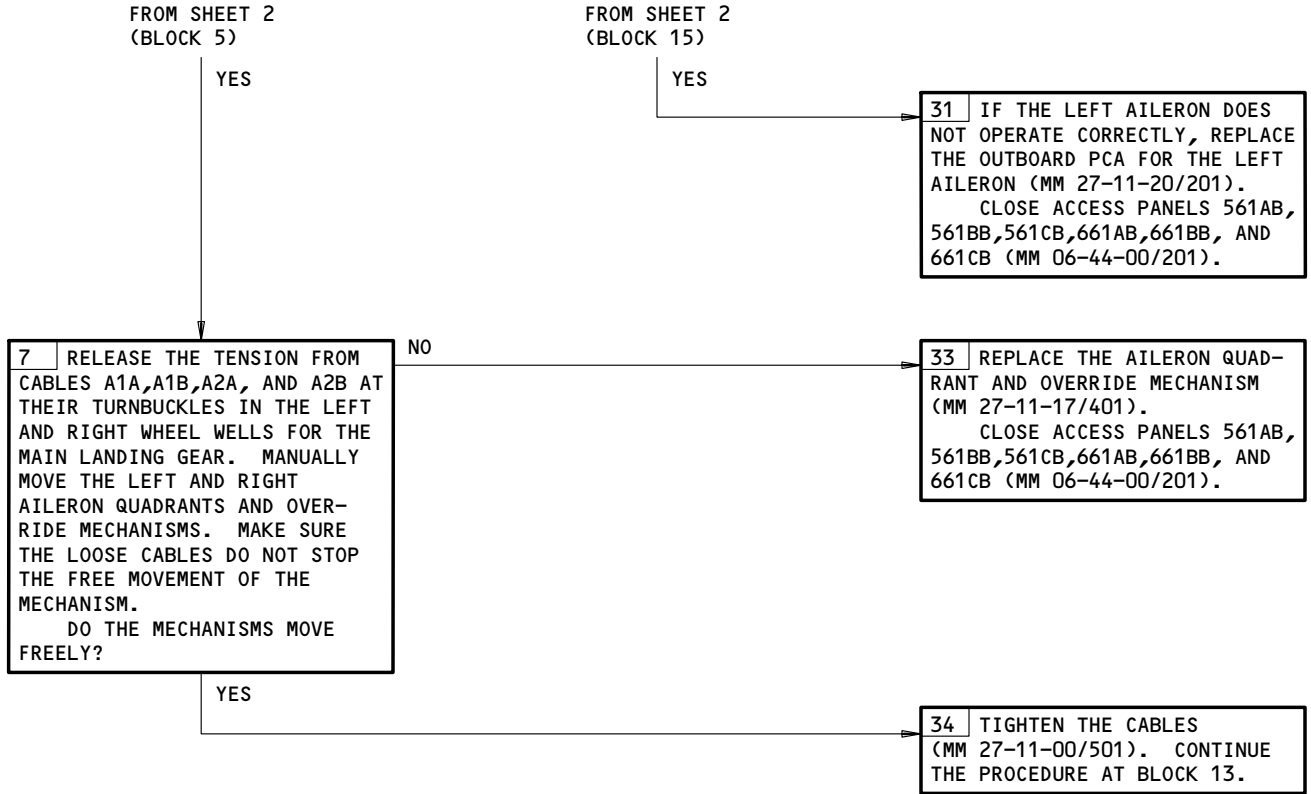 FROM SHEET 2
(BLOCK 5)
YES
FROM SHEET 2
(BLOCK 15)
YES
31 IF THE LEFT AILERON DOES
NOT OPERATE CORRECTLY, REPLACE
THE OUTBOARD PCA FOR THE LEFT
AILERON (MM 27-11-20/201).
CLOSE ACCESS PANELS 561AB,
561BB,561CB,661AB,661BB, AND
661CB (MM 06-44-00/201).
7 RELEASE THE TENSION FROM
CABLES A1A,A1B,A2A, AND A2B AT
THEIR TURNBUCKLES IN THE LEFT
AND RIGHT WHEEL WELLS FOR THE
MAIN LANDING GEAR. MANUALLY
MOVE THE LEFT AND RIGHT
AILERON QUADRANTS AND OVER-
RIDE MECHANISMS. MAKE SURE
THE LOOSE CABLES DO NOT STOP
THE FREE MOVEMENT OF THE
MECHANISM.
DO THE MECHANISMS MOVE
FREELY?
NO
33 REPLACE THE AILERON QUAD-
RANT AND OVERRIDE MECHANISM
(MM 27-11-17/401).
CLOSE ACCESS PANELS 561AB,
561BB,561CB,661AB,661BB, AND
661CB (MM 06-44-00/201).
YES
34 TIGHTEN THE CABLES
(MM 27-11-00/501). CONTINUE
THE PROCEDURE AT BLOCK 13.